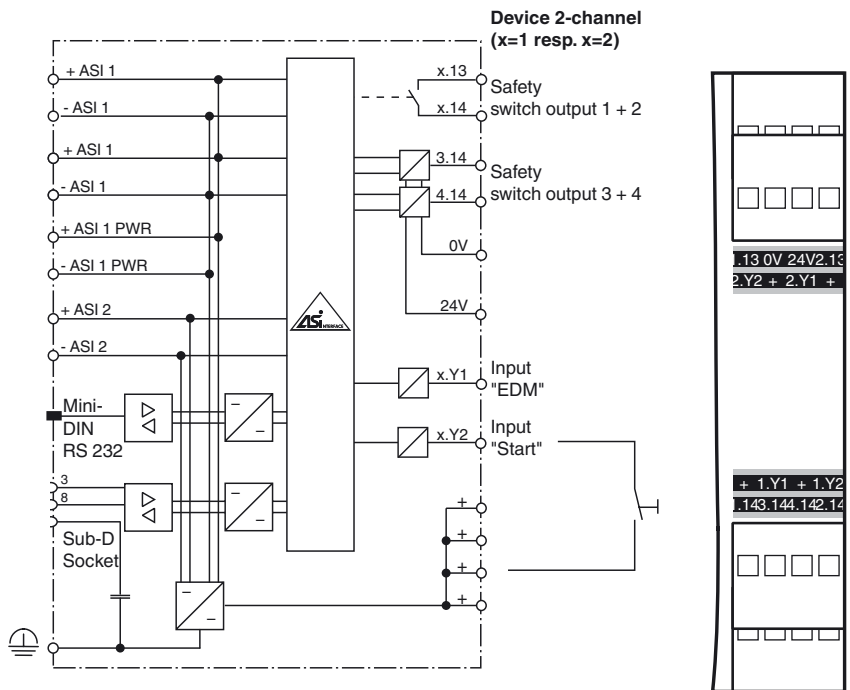 Device 2-channel
(x=1 resp. x=2)
+ ASI 1
- ASI 1
+ ASI 1
- ASI 1
+ ASI 1 PWR
- ASI 1 PWR
+ ASI 2
- ASI 2
Mini-
DIN
RS 232
3
8
Sub-D
Socket
ASi
INTERFACE
x.13
x.14
Safety
switch output 1 + 2
3.14
4.14
Safety
switch output 3 + 4
0V
24V
x.Y1
Input
"EDM"
x.Y2
Input
"Start"
+
+
+
+
.13 0V 24V2.13
2.Y2 + 2.Y1 +
+ 1.Y1 + 1.Y2
.143.144.142.14